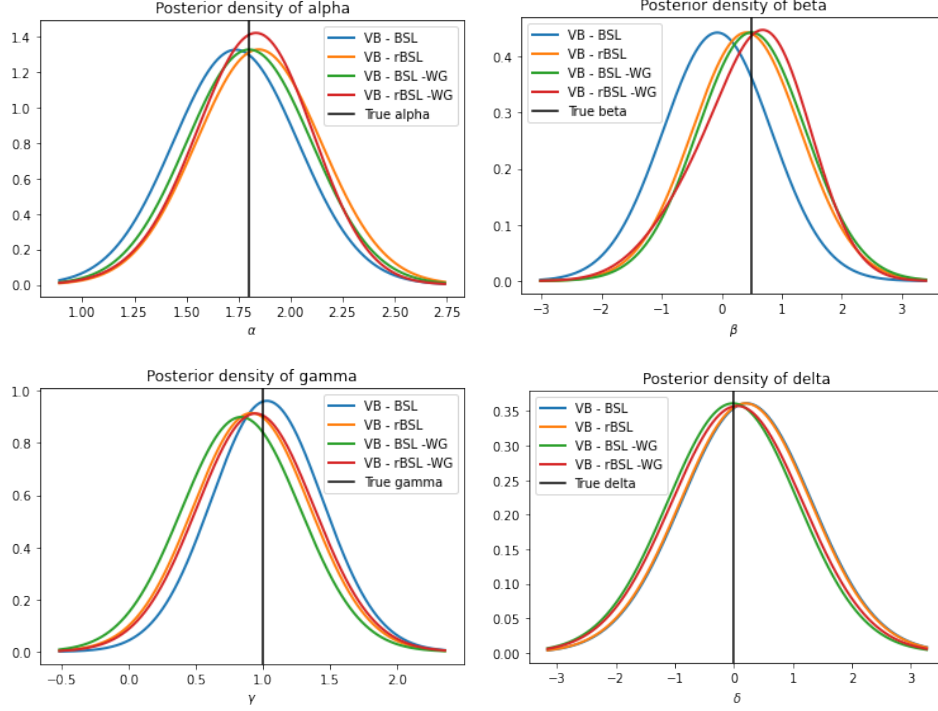 Posterior density of alpha
1.4
1.2
1.0
0.8
0.6
0.4
0.2
0.0
VB - BSL
VB - rBSL
VB - BSL -WG
VB - rBSL -WG
True alpha
1.00 1.25 1.50 1.75 2.00 2.25 2.50 2.75
α
Posterior density of beta
0.4
0.3
0.2
0.1
0.0
VB - BSL
VB - rBSL
VB - BSL -WG
VB - rBSL -WG
True beta
−3 −2 −1 0 1 2 3
β
Posterior density of gamma
1.0
0.8
0.6
0.4
0.2
0.0
VB - BSL
VB - rBSL
VB - BSL -WG
VB - rBSL -WG
True gamma
−0.5 0.0 0.5 1.0 1.5 2.0
γ
Posterior density of delta
0.35
0.30
0.25
0.20
0.15
0.10
0.05
0.00
VB - BSL
VB - rBSL
VB - BSL -WG
VB - rBSL -WG
True delta
−3 −2 −1 0 1 2 3
δ